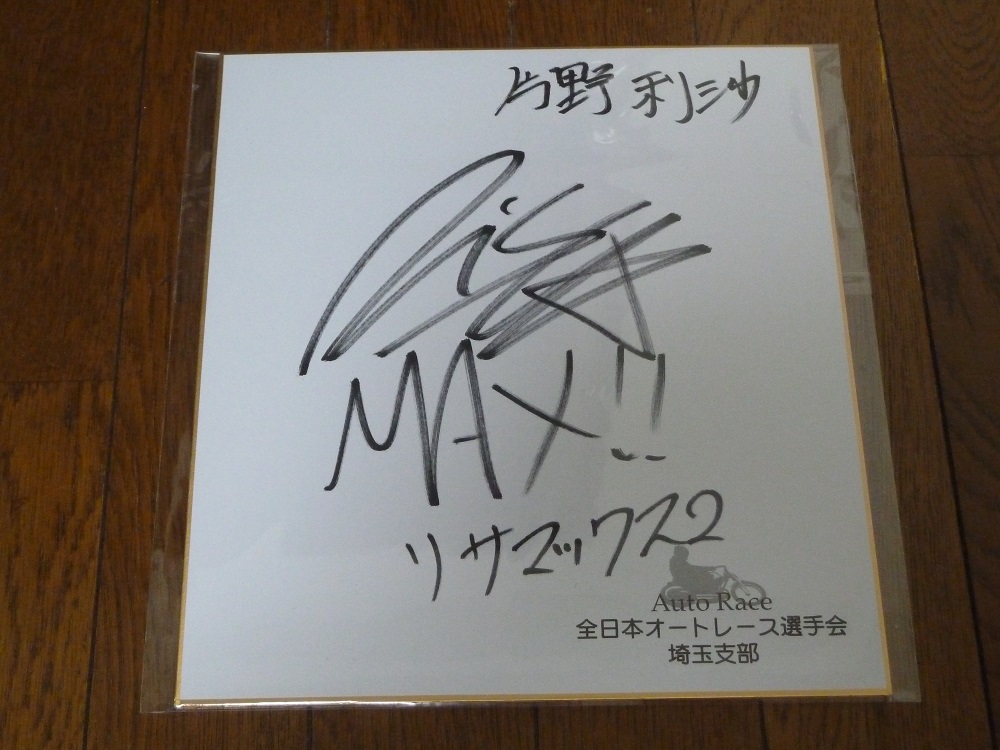 片野 利沙
RiSA
MAX!!
リサマックス2
Auto Race
全日本オートレース選手会
埼玉支部